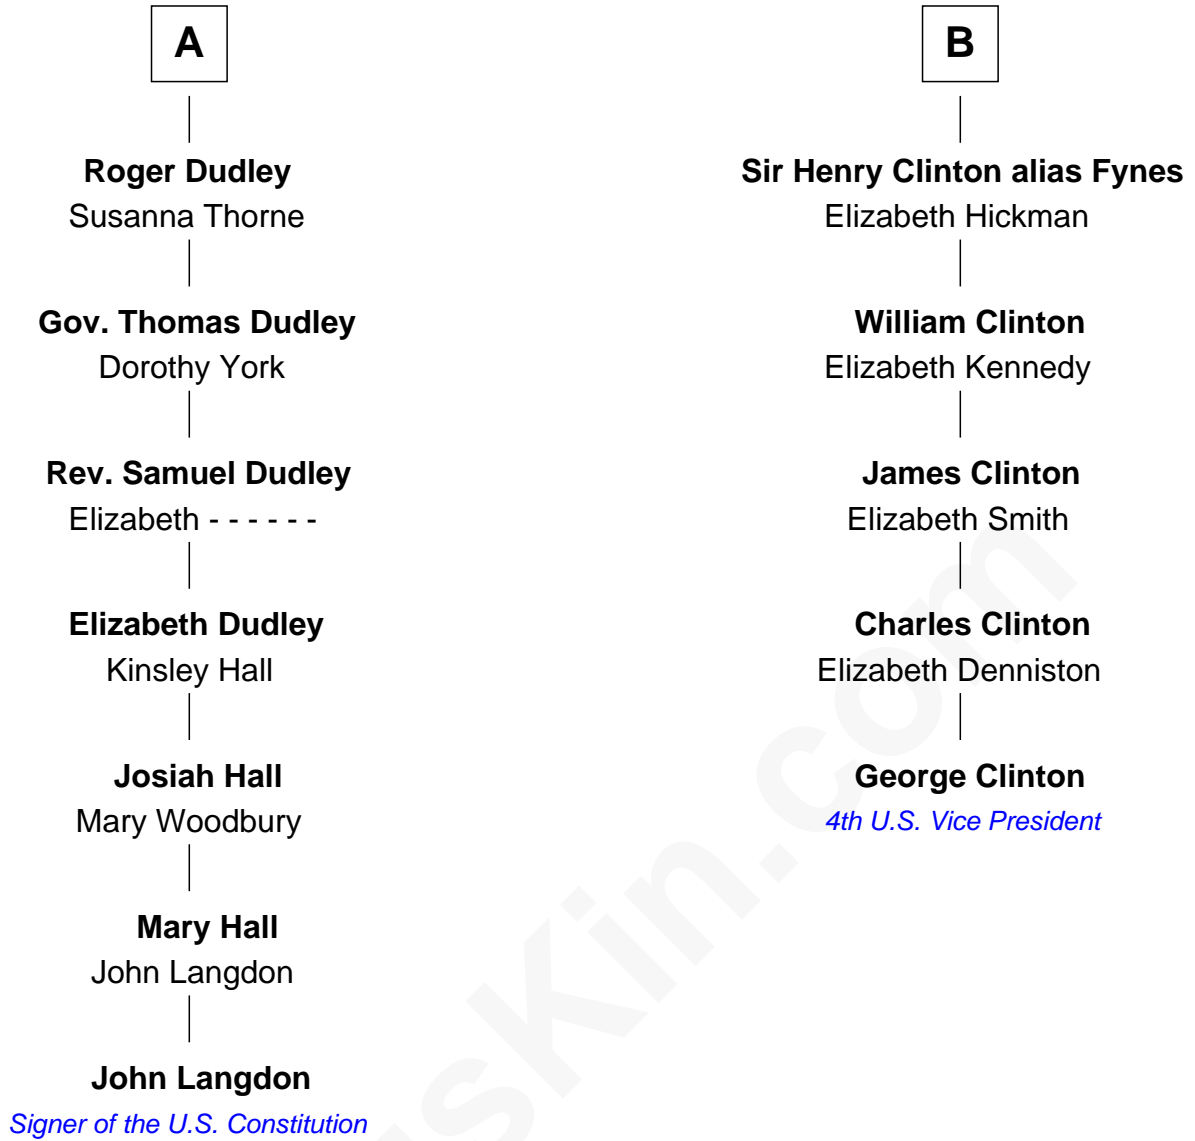 A
Roger Dudley
Susanna Thorne
Gov. Thomas Dudley
Dorothy York
Rev. Samuel Dudley
Elizabeth - - - - - -
Elizabeth Dudley
Kinsley Hall
Josiah Hall
Mary Woodbury
Mary Hall
John Langdon
John Langdon
Signer of the U.S. Constitution
B
Sir Henry Clinton alias Fynes
Elizabeth Hickman
William Clinton
Elizabeth Kennedy
James Clinton
Elizabeth Smith
Charles Clinton
Elizabeth Denniston
George Clinton
4th U.S. Vice President
usKin.com